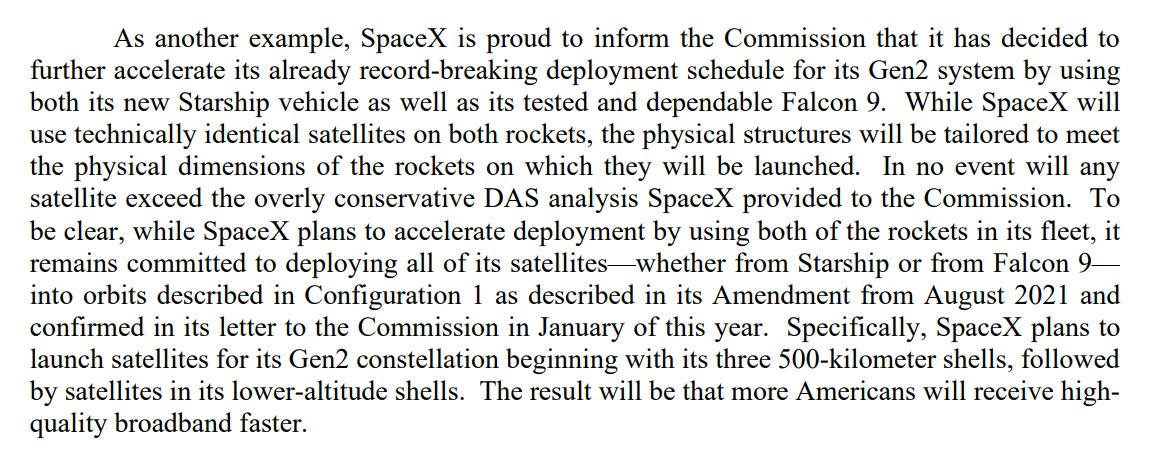 As another example, SpaceX is proud to inform the Commission that it has decided to
further accelerate its already record-breaking deployment schedule for its Gen2 system by using
both its new Starship vehicle as well as its tested and dependable Falcon 9.  While SpaceX will
use technically identical satellites on both rockets, the physical structures will be tailored to meet
the physical dimensions of the rockets on which they will be launched.  In no event will any
satellite exceed the overly conservative DAS analysis SpaceX provided to the Commission.  To
be clear, while SpaceX plans to accelerate deployment by using both of the rockets in its fleet, it
remains committed to deploying all of its satellites—whether from Starship or from Falcon 9—
into orbits described in Configuration 1 as described in its Amendment from August 2021 and
confirmed in its letter to the Commission in January of this year.  Specifically, SpaceX plans to
launch satellites for its Gen2 constellation beginning with its three 500-kilometer shells, followed
by satellites in its lower-altitude shells.  The result will be that more Americans will receive high-
quality broadband faster.